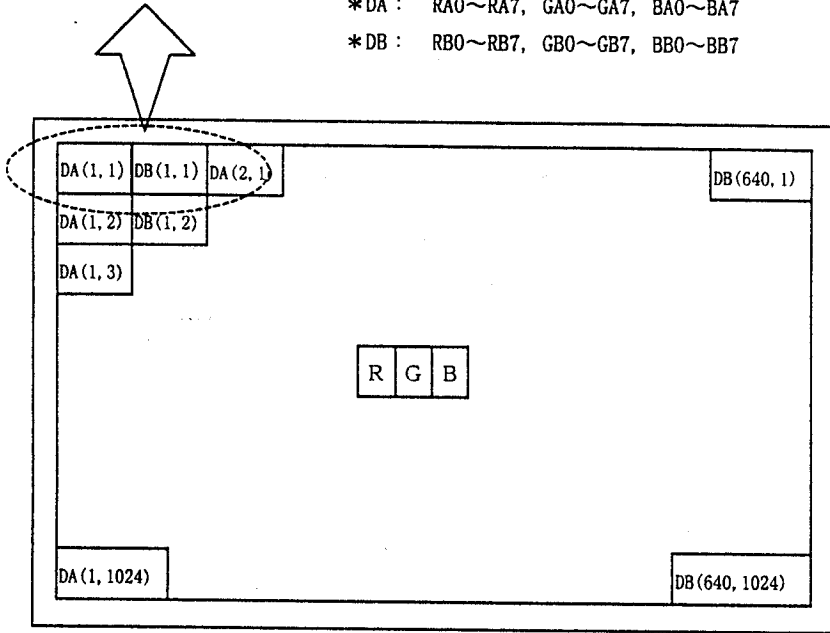 *DA : RA0～RA7, GA0～GA7, BA0～BA7
*DB : RB0～RB7, GB0～GB7, BB0～BB7
DA(1,1) DB(1,1) DA(2,1) DB(640,1)
DA(1,2) DB(1,2)
DA(1,3)
R G B
DA(1,1024) DB(640,1024)